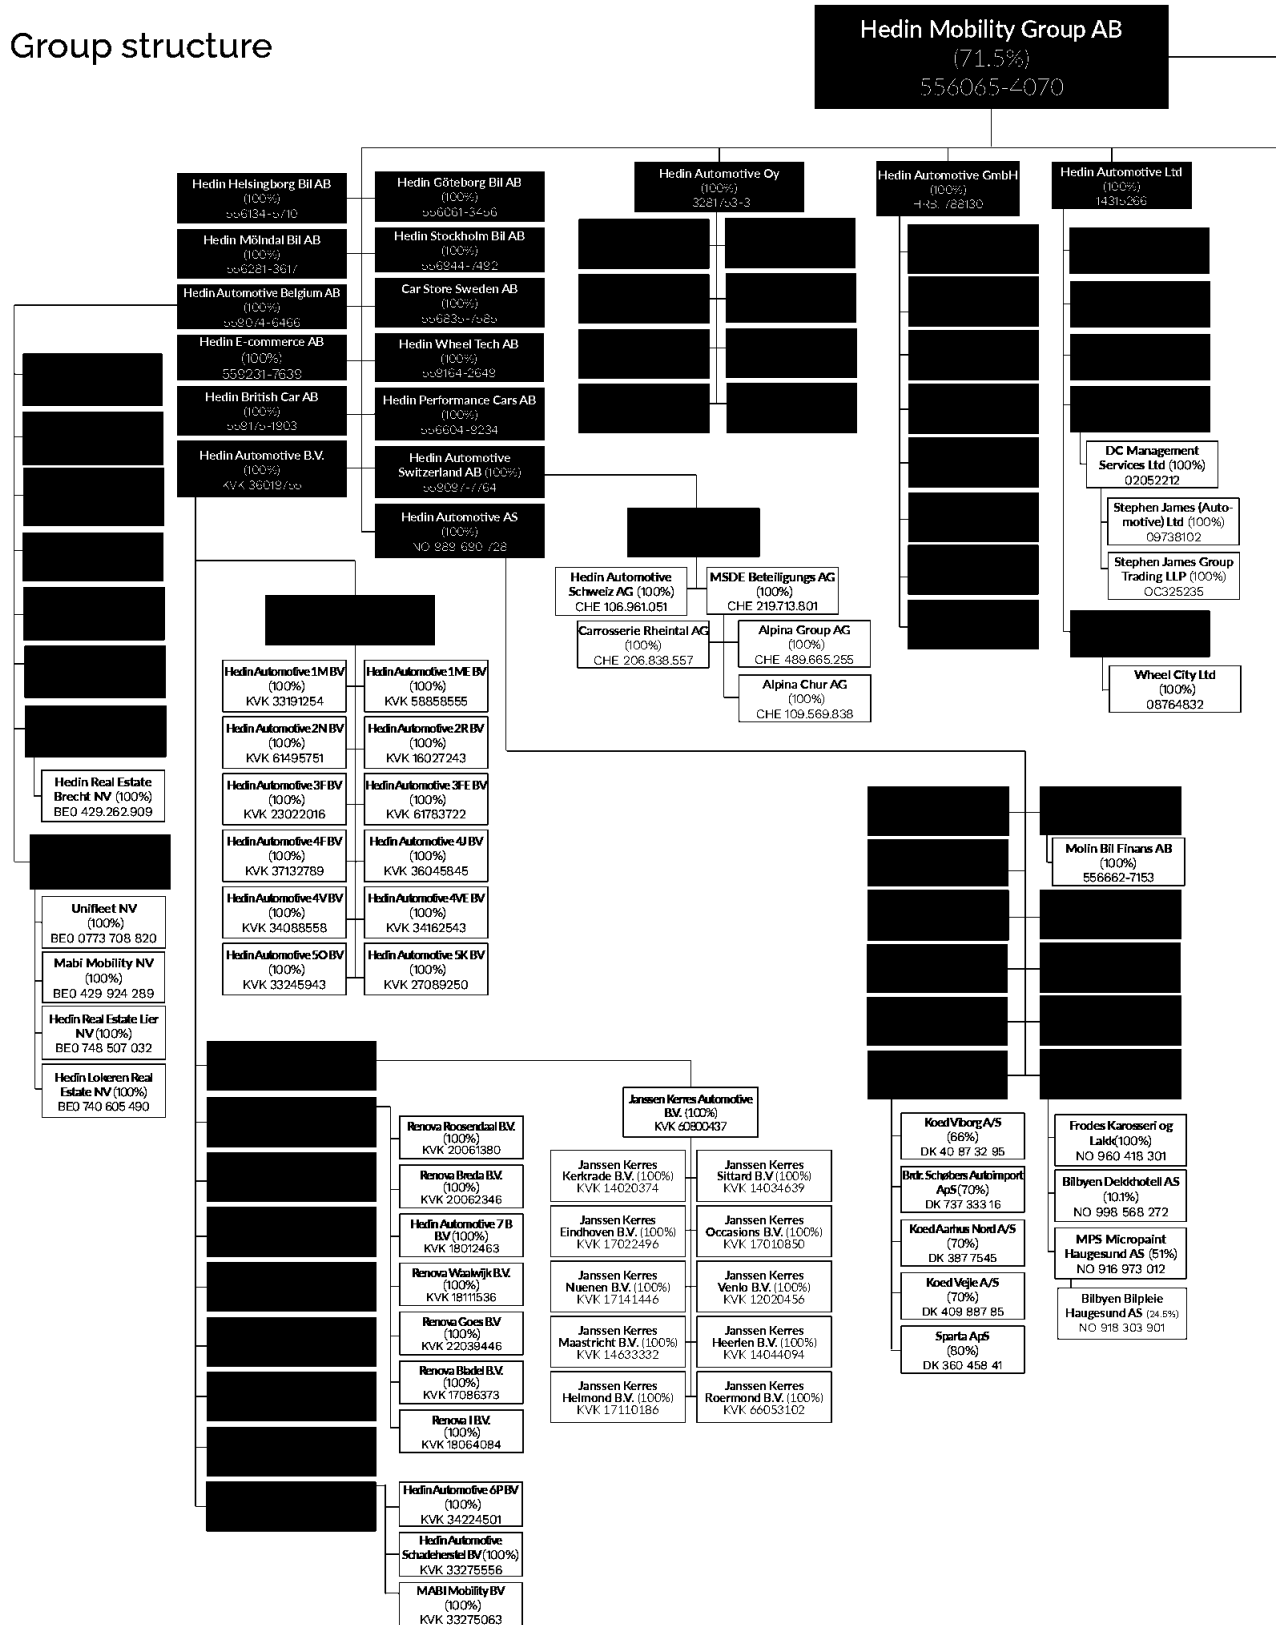 Group structure
Hedin Mobility Group AB
(71.5%)
556065-4070
Hedin Helsingborg Bil AB
(100%)
556134-5710
Hedin Göteborg Bil AB
(100%)
556061-3456
Hedin Mölndal Bil AB
(100%)
556281-3617
Hedin Stockholm Bil AB
(100%)
556944-7492
Hedin Automotive Belgium AB
(100%)
559074-6466
Car Store Sweden AB
(100%)
556835-7585
Hedin E-commerce AB
(100%)
559231-7639
Hedin Wheel Tech AB
(100%)
559164-2649
Hedin British Car AB
(100%)
559175-1903
Hedin Performance Cars AB
(100%)
556604-9234
Hedin Automotive B.V.
(100%)
KVK 36019755
Hedin Automotive
Switzerland AB (100%)
Hedin Automotive AS
(100%)
Hedin Automotive Oy
(100%)
3281753-3
Hedin Automotive GmbH
(100%)
HRB: 788130
Hedin Automotive Ltd
(100%)
14315266
DC Management
Services Ltd (100%)
02052212
Stephen James (Auto-
motive) Ltd (100%)
09738102
Stephen James Group
Trading LLP (100%)
OC325235
Wheel City Ltd
(100%)
08764832
Hedin Automotive
Schweiz AG (100%)
CHE 106.961.051
MSDE Beteiligungs AG
(100%)
CHE 219.713.801
Carrosserie Rheintal AG
(100%)
CHE 206.838.557
Alpina Group AG
(100%)
CHE 489.665.255
Alpina Chur AG
(100%)
CHE 109.569.838
Hedin Automotive 1M BV
(100%)
KVK 33191254
Hedin Automotive 1ME BV
(100%)
KVK 58858555
Hedin Automotive 2N BV
(100%)
KVK 61495751
Hedin Automotive 2R BV
(100%)
KVK 16027243
Hedin Automotive 3F BV
(100%)
KVK 23022016
Hedin Automotive 3FE BV
(100%)
KVK 61783722
Hedin Automotive 4F BV
(100%)
KVK 37132789
Hedin Automotive 4J BV
(100%)
KVK 36045845
Hedin Automotive 4V BV
(100%)
KVK 34088558
Hedin Automotive 4VE BV
(100%)
KVK 34162543
Hedin Automotive 5O BV
(100%)
KVK 33245943
Hedin Automotive 5K BV
(100%)
KVK 27089250
Hedin Real Estate
Brecht NV (100%)
BE0 429.262.909
Unifleet NV
(100%)
BE0 0773 708 820
Mabi Mobility NV
(100%)
BE0 429 924 289
Hedin Real Estate Lier
NV (100%)
BE0 748 507 032
Hedin Lokeren Real
Estate NV (100%)
BE0 740 605 490
Molin Bil Finans AB
(100%)
556662-7153
Renova Roosendaal B.V.
(100%)
KVK 20061380
Renova Breda B.V.
(100%)
KVK 20062346
Hedin Automotive 7 B
B.V (100%)
KVK 18012463
Renova Waalwijk B.V.
(100%)
KVK 18111536
Renova Goes B.V
(100%)
KVK 22039446
Renova Bladel B.V.
(100%)
KVK 17086373
Renova I B.V.
(100%)
KVK 18064084
Hedin Automotive 6P BV
(100%)
KVK 34224501
Hedin Automotive
Schadeherstel BV (100%)
KVK 33275556
MABI Mobility BV
(100%)
KVK 33275063
Janssen Kerres Automotive
B.V. (100%)
KVK 60800437
Janssen Kerres
Kerkrade B.V. (100%)
KVK 14020374
Janssen Kerres
Sittard B.V (100%)
KVK 14034639
Janssen Kerres
Eindhoven B.V. (100%)
KVK 17022496
Janssen Kerres
Occasions B.V. (100%)
KVK 17010850
Janssen Kerres
Nuenen B.V. (100%)
KVK 17141446
Janssen Kerres
Venlo B.V. (100%)
KVK 12020456
Janssen Kerres
Maastricht B.V. (100%)
KVK 14633332
Janssen Kerres
Heerlen B.V. (100%)
KVK 14044094
Janssen Kerres
Helmond B.V. (100%)
KVK 17110186
Janssen Kerres
Roermond B.V. (100%)
KVK 66053102
Koed Viborg A/S
(66%)
DK 40 87 32 95
Brdr. Schøbers Autoimport
ApS (70%)
DK 737 333 16
Koed Aarhus Nord A/S
(70%)
DK 387 7545
Koed Vejle A/S
(70%)
DK 409 887 85
Sparta ApS
(80%)
DK 360 458 41
Frodes Karosseri og
Lakk(100%)
NO 960 418 301
Bilbyen Dekkhotell AS
(10.1%)
NO 998 568 272
MPS Micropaint
Haugesund AS (51%)
NO 916 973 012
Bilbyen Bilpleie
Haugesund AS (24.5%)
NO 918 303 901